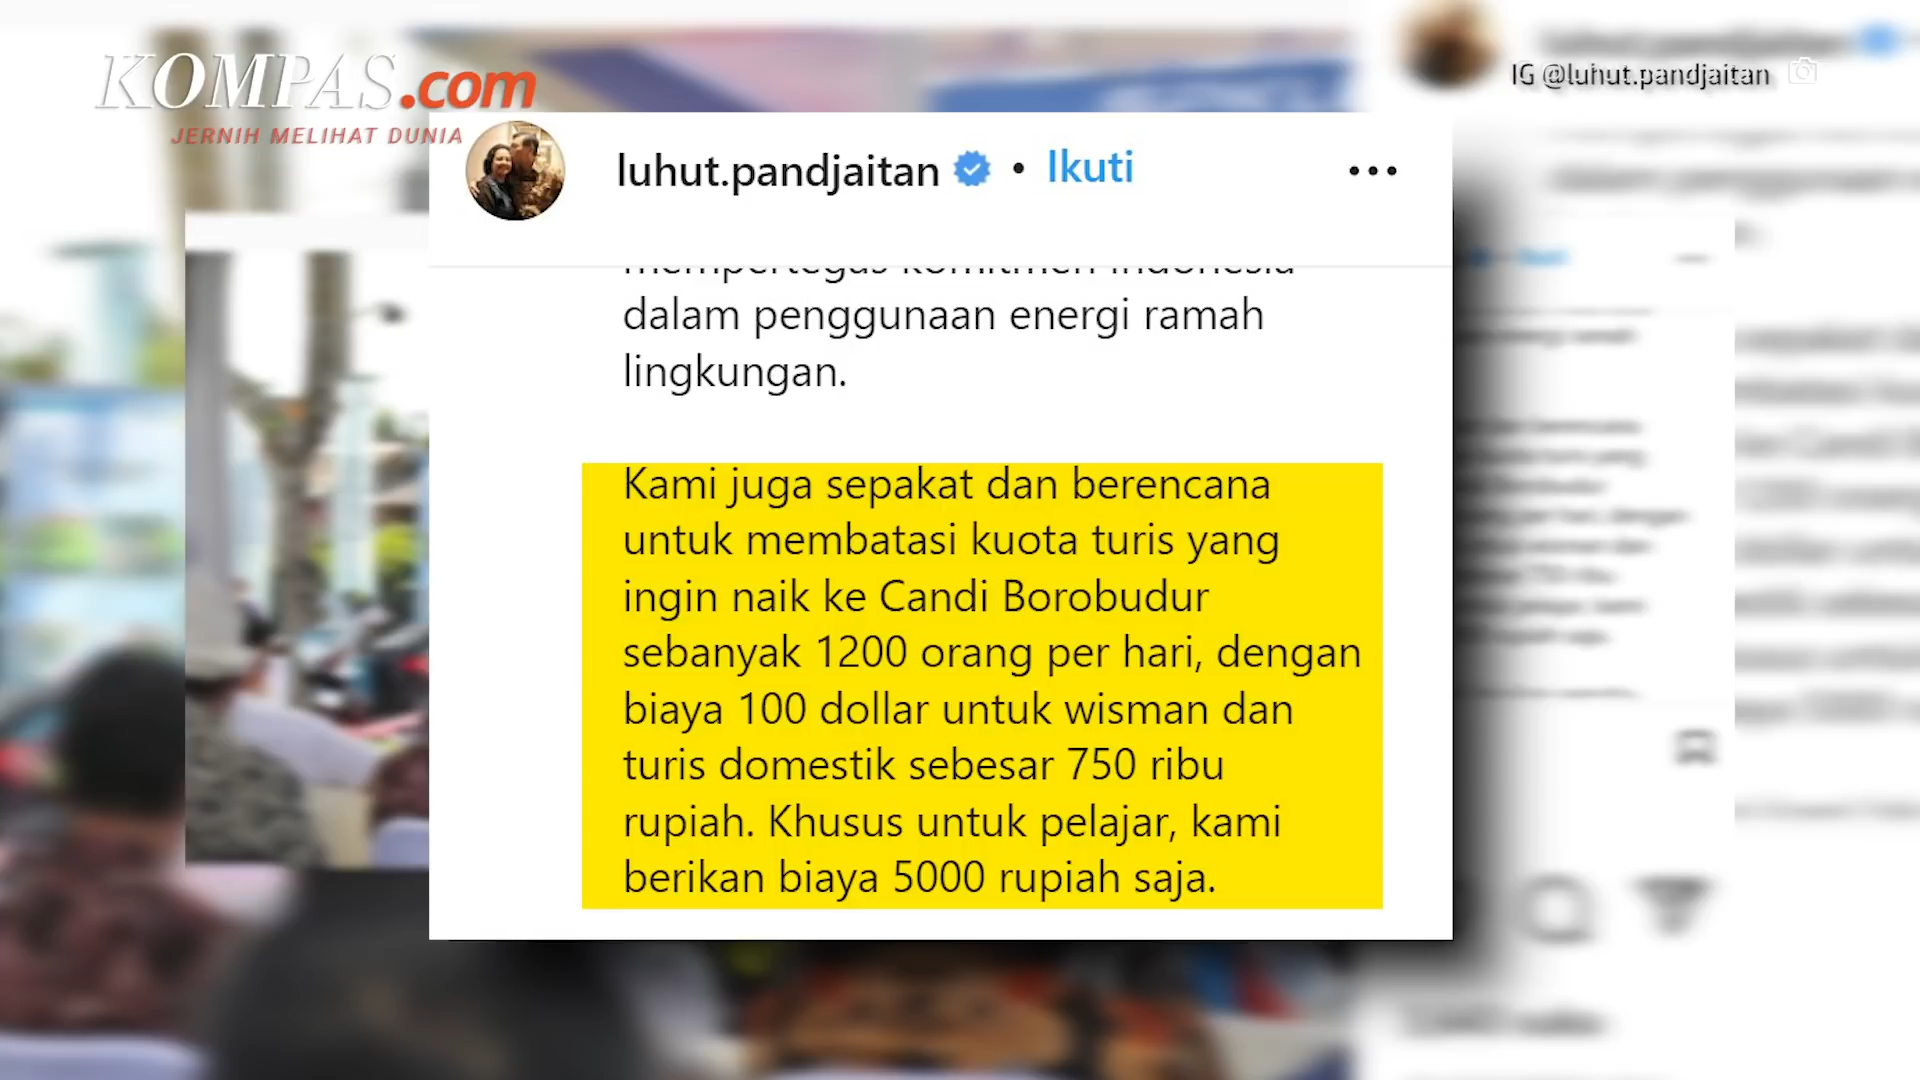 KOMPAS.com
JERNIH MELIHAT DUNIA
IG @luhut.pandjaitan
luhut.pandjaitan • Ikuti
mempertegas komitmen Indonesia
dalam penggunaan energi ramah
lingkungan.
Kami juga sepakat dan berencana
untuk membatasi kuota turis yang
ingin naik ke Candi Borobudur
sebanyak 1200 orang per hari, dengan
biaya 100 dollar untuk wisman dan
turis domestik sebesar 750 ribu
rupiah. Khusus untuk pelajar, kami
berikan biaya 5000 rupiah saja.